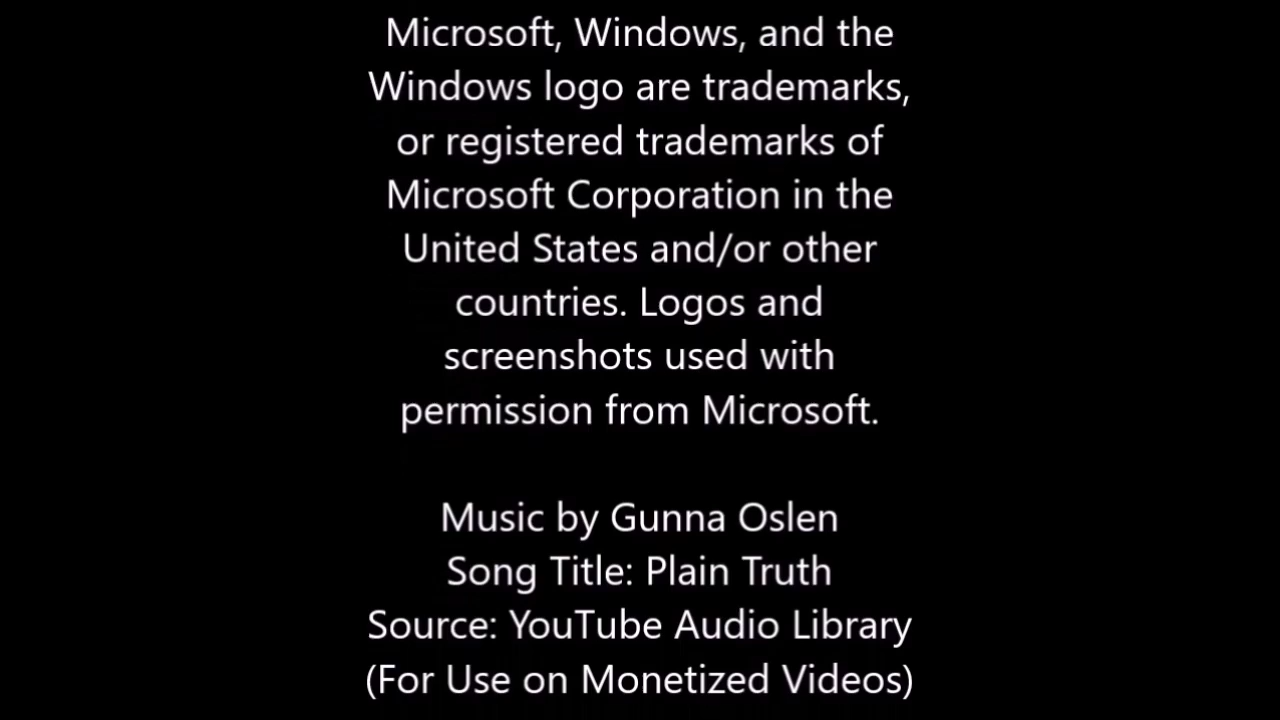 Microsoft, Windows, and the
Windows logo are trademarks,
or registered trademarks of
Microsoft Corporation in the
United States and/or other
countries. Logos and
screenshots used with
permission from Microsoft.
Music by Gunna Oslen
Song Title: Plain Truth
Source: YouTube Audio Library
(For Use on Monetized Videos)